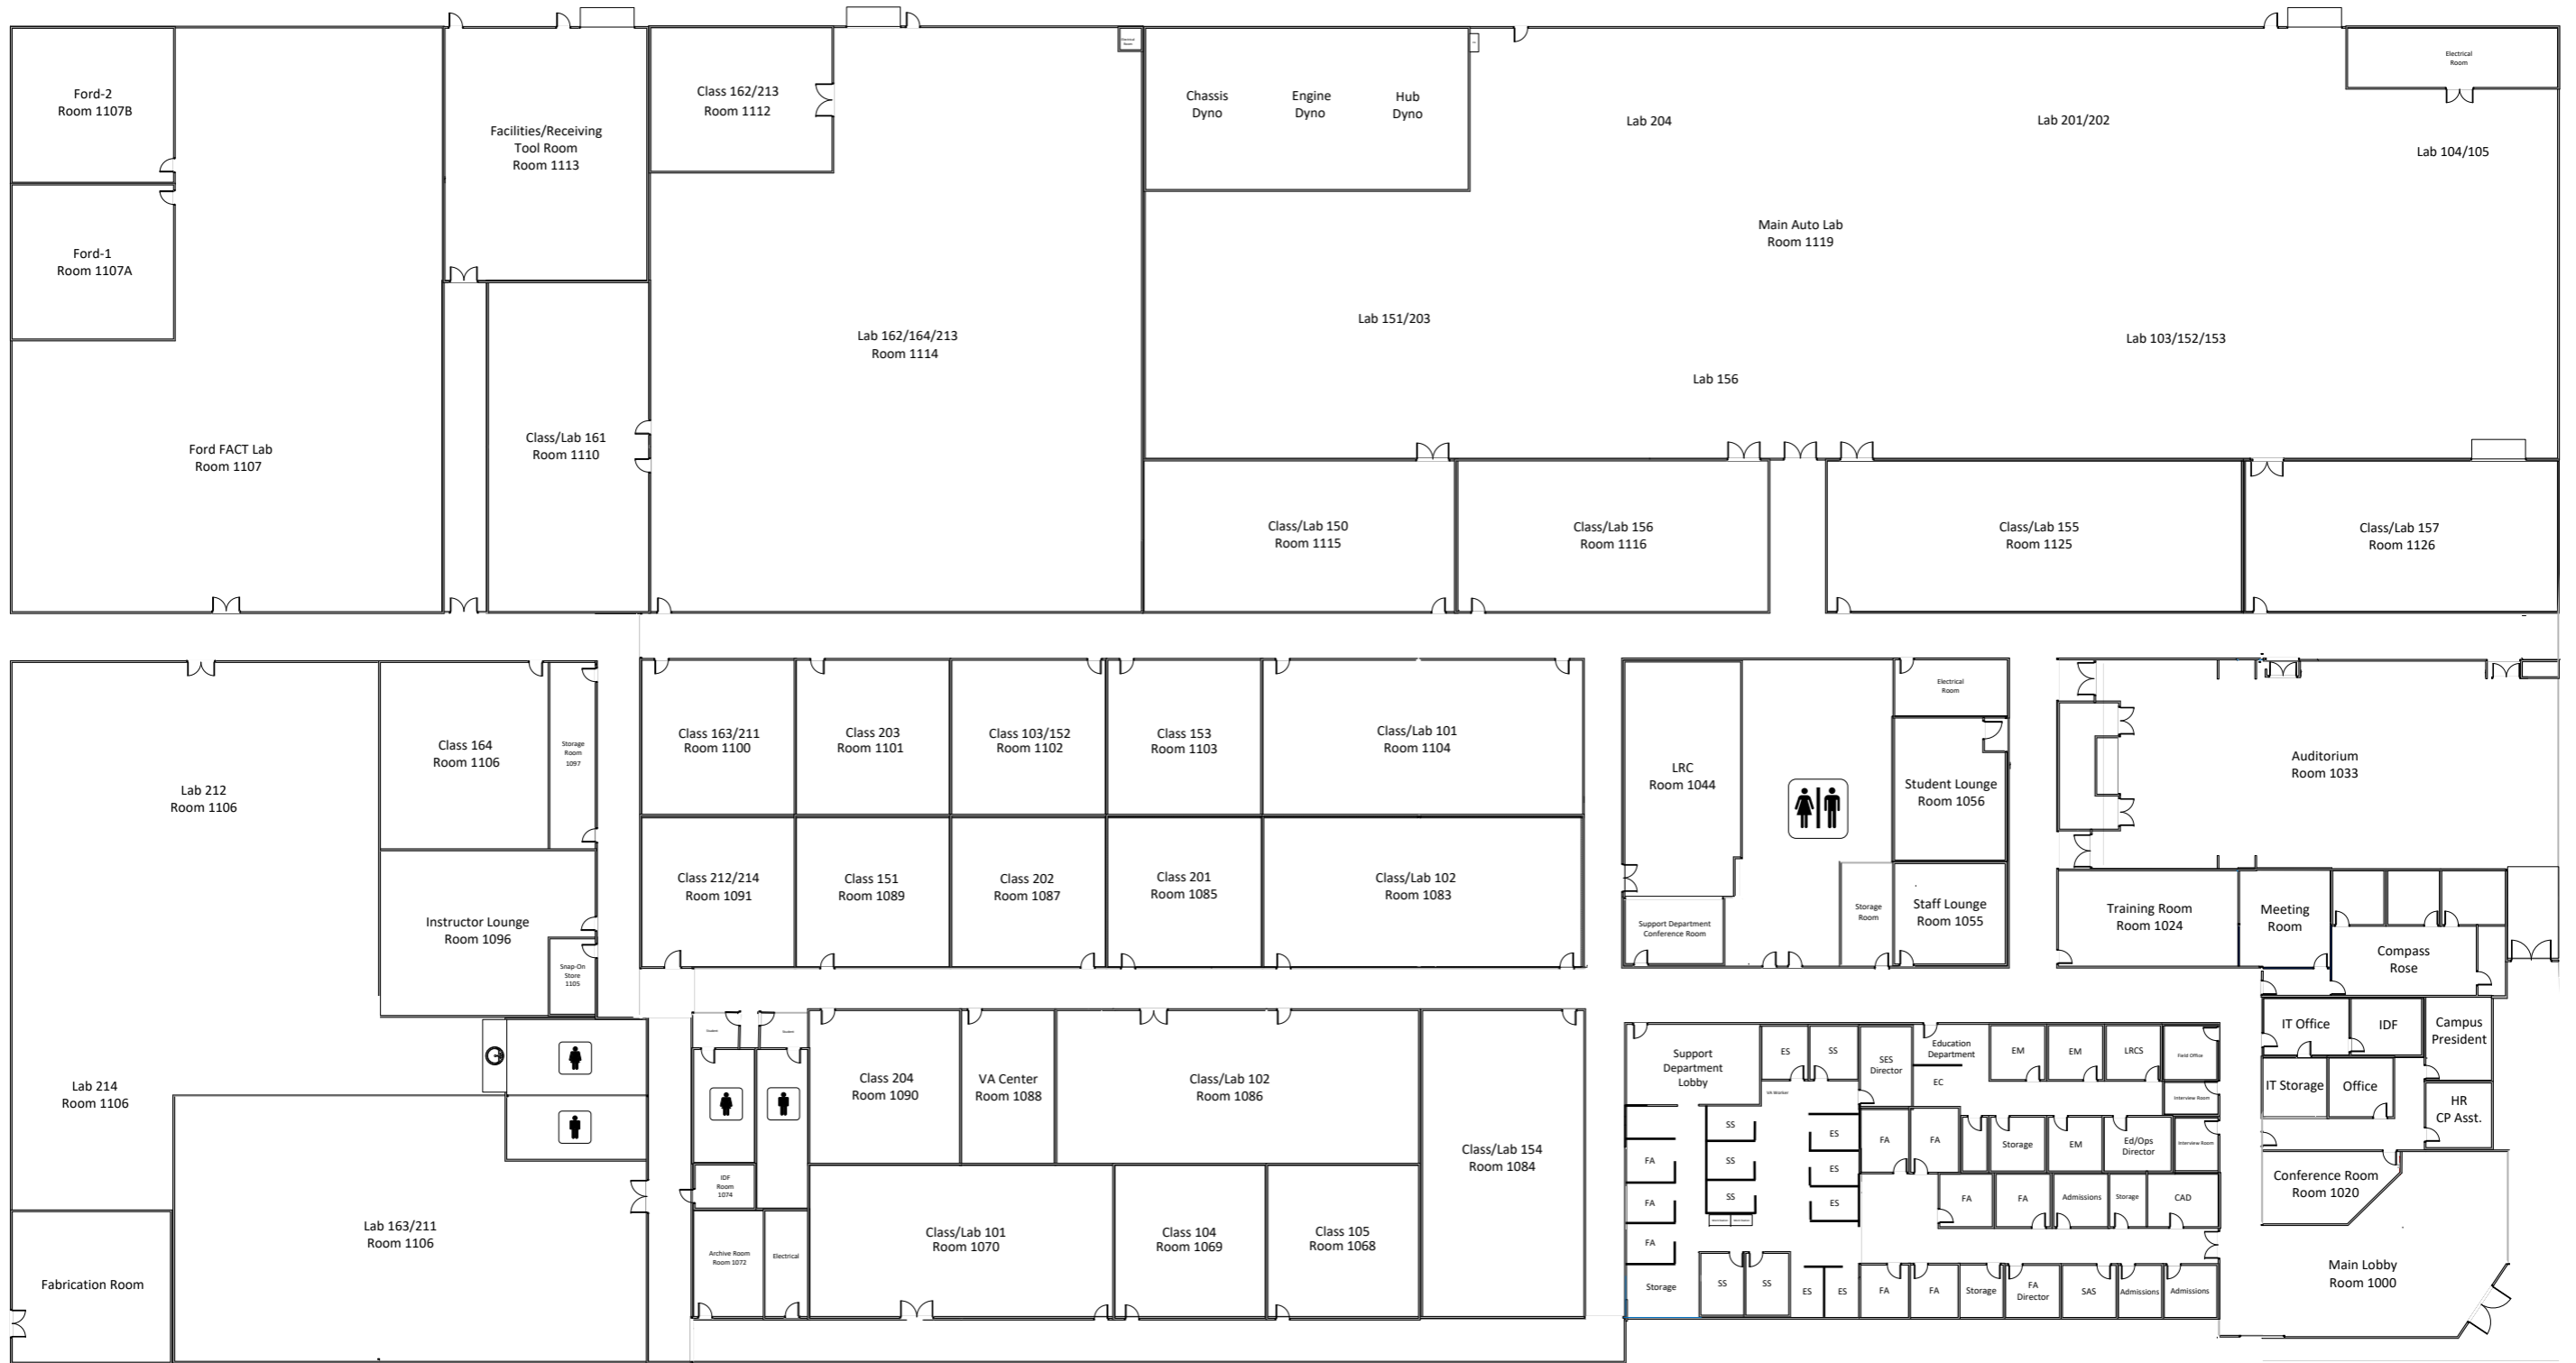 Ford-2
Room 1107B
Ford-1
Room 1107A
Ford FACT Lab
Room 1107
Facilities/Receiving
Tool Room
Room 1113
Class/Lab 161
Room 1110
Class 162/213
Room 1112
Lab 162/164/213
Room 1114
Electrical
Room
Chassis
Dyno
Engine
Dyno
Hub
Dyno
Lab 204
Lab 201/202
Electrical
Room
Lab 104/105
Main Auto Lab
Room 1119
Lab 151/203
Lab 103/152/153
Lab 156
Class/Lab 150
Room 1115
Class/Lab 156
Room 1116
Class/Lab 155
Room 1125
Class/Lab 157
Room 1126
Lab 212
Room 1106
Class 164
Room 1106
Storage
Room
1097
Instructor Lounge
Room 1096
Snap-On
Store
1105
Lab 214
Room 1106
Lab 163/211
Room 1106
Fabrication Room
Class 163/211
Room 1100
Class 203
Room 1101
Class 103/152
Room 1102
Class 153
Room 1103
Class/Lab 101
Room 1104
Class 212/214
Room 1091
Class 151
Room 1089
Class 202
Room 1087
Class 201
Room 1085
Class/Lab 102
Room 1083
Student
Student
IDF
Room
1074
Archive Room
Room 1072
Electrical
Class 204
Room 1090
VA Center
Room 1088
Class/Lab 102
Room 1086
Class/Lab 154
Room 1084
Class/Lab 101
Room 1070
Class 104
Room 1069
Class 105
Room 1068
LRC
Room 1044
Support Department
Conference Room
Storage
Room
Electrical
Room
Student Lounge
Room 1056
Staff Lounge
Room 1055
Auditorium
Room 1033
Training Room
Room 1024
Meeting
Room
Compass
Rose
IT Office
IDF
Campus
President
IT Storage
Office
HR
CP Asst.
Conference Room
Room 1020
Main Lobby
Room 1000
Support
Department
Lobby
ES
SS
VA Worker
SES
Director
Education
Department
EC
EM
EM
LRCS
Field Office
Interview Room
SS
SS
SS
ES
ES
ES
FA
FA
FA
Storage
FA
FA
Storage
EM
Ed/Ops
Director
Interview Room
FA
FA
Admissions
Storage
CAD
SS
SS
ES
ES
FA
FA
Storage
FA
Director
SAS
Admissions
Admissions